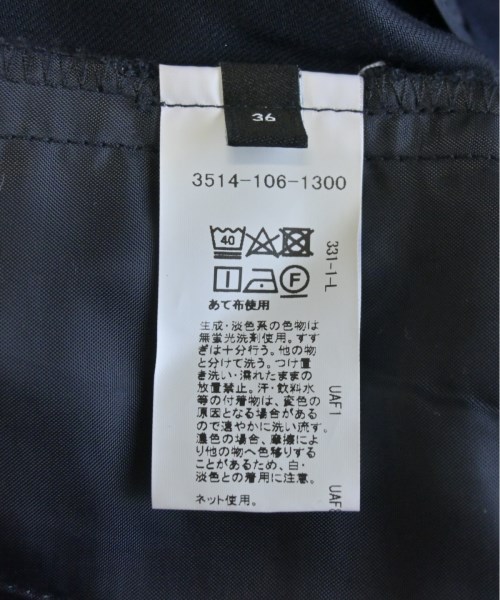 36
3514-106-1300
40
F
あて布使用
生成・淡色系の色物は
無蛍光洗剤使用。すす
ぎは十分行う。他の物
と分けて洗う。つけ置
き洗い・濡れたままの
放置禁止。汗・飲料水
等の付着物は、変色の
原因となる場合がある
ので速やかに洗い流す。
濃色の場合、摩擦によ
り他の物へ色移りする
ことがあるため、白・
淡色との着用に注意。
ネット使用。
331-1-L
UAF1